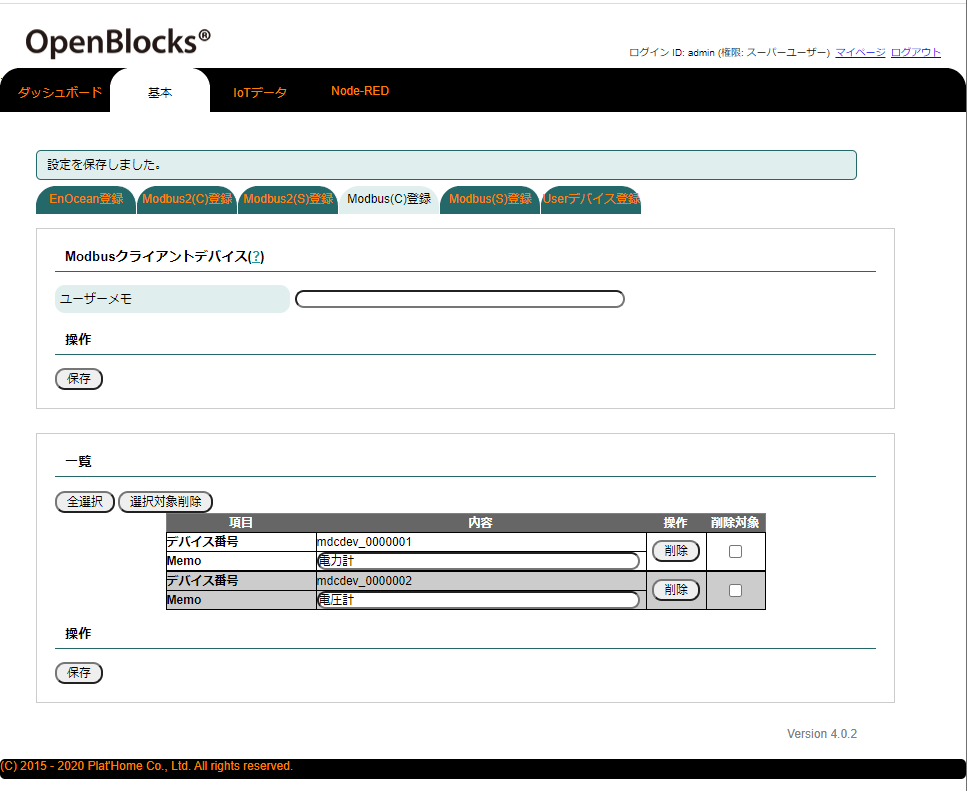 OpenBlocks®
ログイン ID: admin (権限: スーパーユーザー) マイページ ログアウト
ダッシュボード 基本 IoTデータ Node-RED
設定を保存しました。
EnOcean登録 Modbus2(C)登録 Modbus2(S)登録 Modbus(C)登録 Modbus(S)登録 Userデバイス登録
Modbusクライアントデバイス(?)
ユーザーメモ
操作
保存
一覧
全選択 選択対象削除
項目 内容 操作 削除対象
デバイス番号 mdcdev_0000001 削除
Memo 電力計
デバイス番号 mdcdev_0000002 削除
Memo 電圧計
操作
保存
Version 4.0.2
(C) 2015 - 2020 Plat'Home Co., Ltd. All rights reserved.